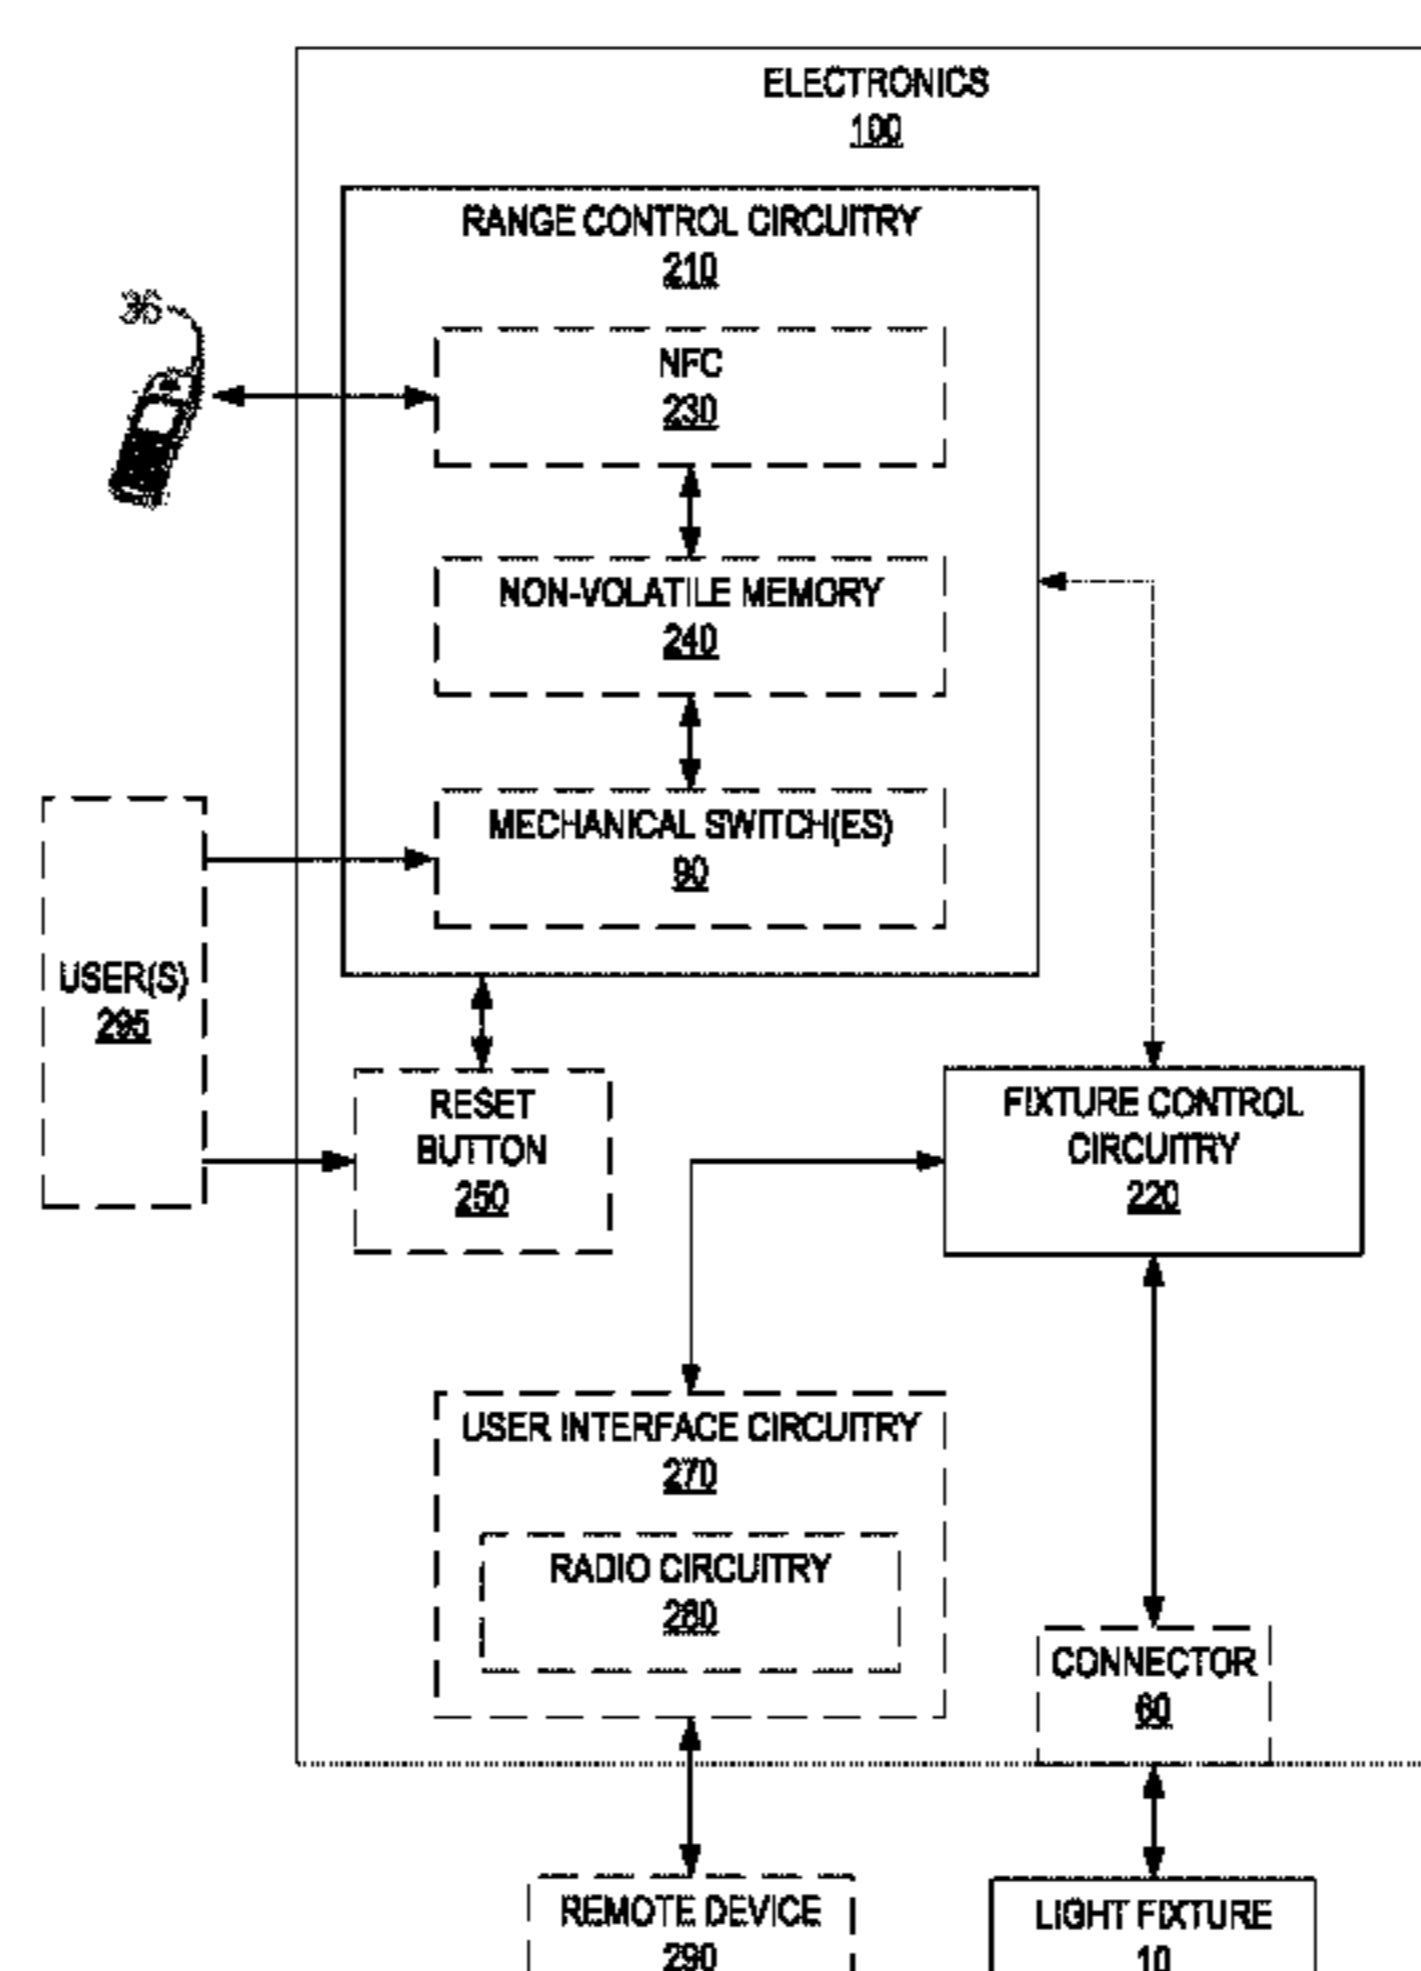 ELECTRONICS
100
RANGE CONTROL CIRCUITRY
210
36
NFC
230
NON-VOLATILE MEMORY
240
MECHANICAL SWITCH(ES)
90
USER(S)
295
RESET
BUTTON
250
FIXTURE CONTROL
CIRCUITRY
220
USER INTERFACE CIRCUITRY
270
RADIO CIRCUITRY
280
CONNECTOR
60
REMOTE DEVICE
290
LIGHT FIXTURE
10